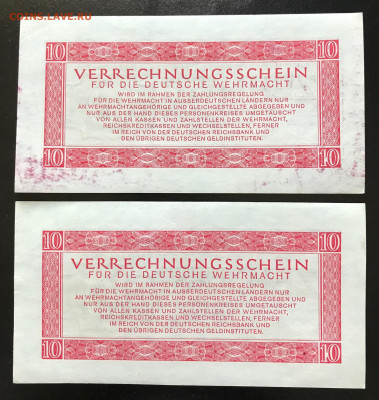 COINS.LAVE.RU
10 10
VERRECHNUNGSSCHEIN
FÜR DIE DEUTSCHE WEHRMACHT
WIRD IM RAHMEN DER ZAHLUNGSREGELUNG
FÜR DIE WEHRMACHT IN AUSSERDEUTSCHEN LÄNDERN NUR
AN WEHRMACHTANGEHÖRIGE UND GLEICHGESTELLTE ABGEGEBEN UND
NUR AUS DER HAND DIESES PERSONENKREISES UMGETAUSCHT
VON ALLEN KASSEN UND ZAHLSTELLEN DER WEHRMACHT,
REICHSKREDITKASSEN UND WECHSELSTELLEN, FERNER
IM REICH VON DER DEUTSCHEN REICHSBANK UND
DEN ÜBRIGEN DEUTSCHEN GELDINSTITUTEN.
10 10
10 10
VERRECHNUNGSSCHEIN
FÜR DIE DEUTSCHE WEHRMACHT
WIRD IM RAHMEN DER ZAHLUNGSREGELUNG
FÜR DIE WEHRMACHT IN AUSSERDEUTSCHEN LÄNDERN NUR
AN WEHRMACHTANGEHÖRIGE UND GLEICHGESTELLTE ABGEGEBEN UND
NUR AUS DER HAND DIESES PERSONENKREISES UMGETAUSCHT
VON ALLEN KASSEN UND ZAHLSTELLEN DER WEHRMACHT,
REICHSKREDITKASSEN UND WECHSELSTELLEN, FERNER
IM REICH VON DER DEUTSCHEN REICHSBANK UND
DEN ÜBRIGEN DEUTSCHEN GELDINSTITUTEN.
10 10